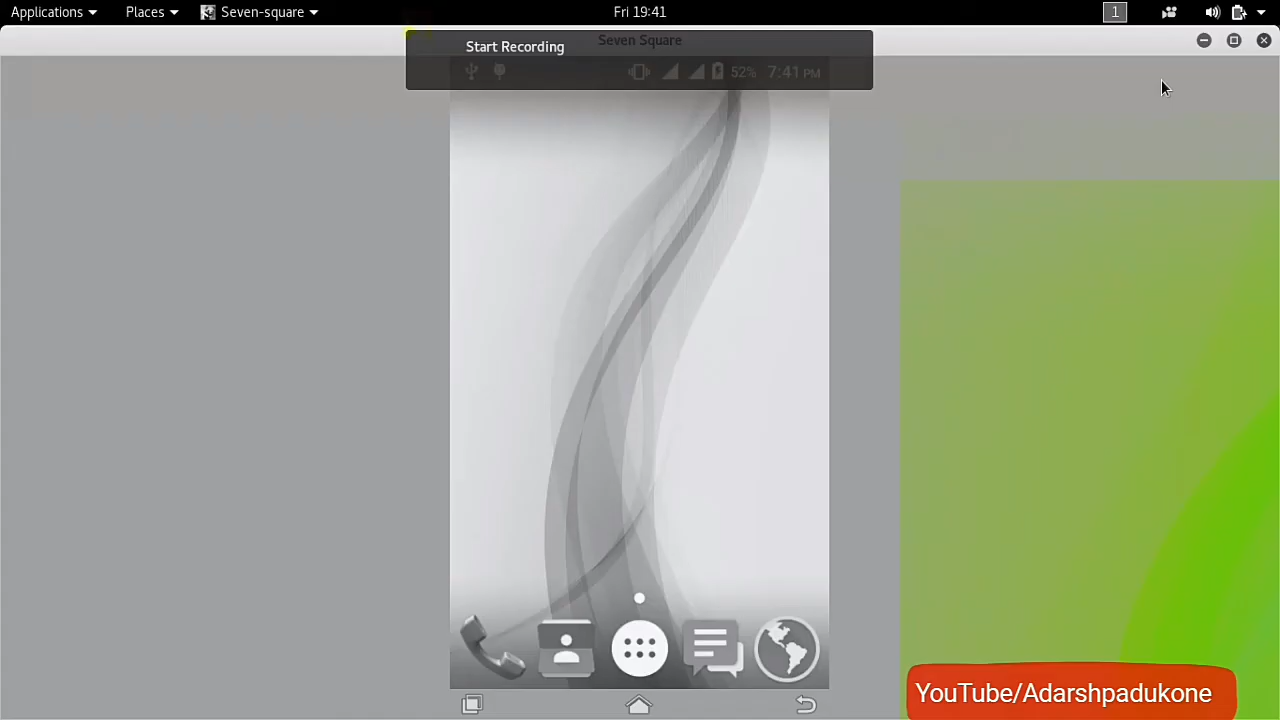 Applications Places Seven-square Fri 19:41 1
Seven Square
Start Recording
52% 7:41 PM
YouTube/Adarshpadukone